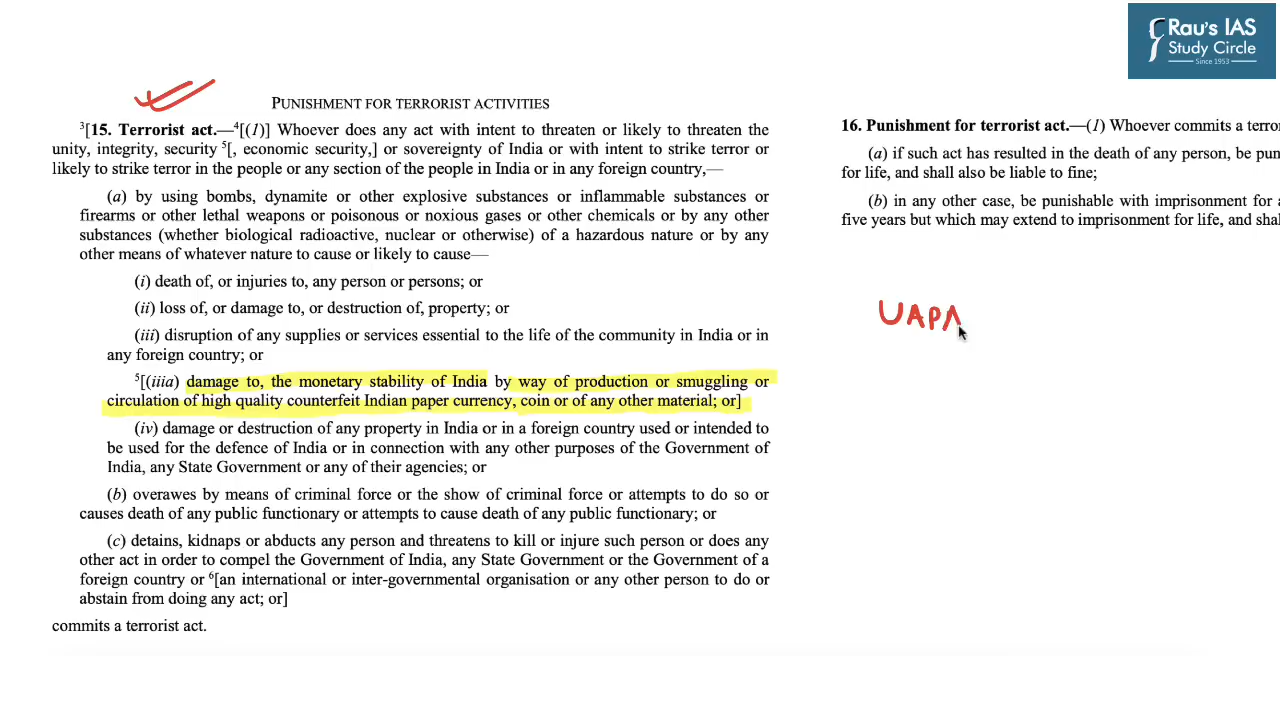 Rau's IAS
Study Circle
Since 1953
PUNISHMENT FOR TERRORIST ACTIVITIES
3[15. Terrorist act.—4[(1)] Whoever does any act with intent to threaten or likely to threaten the
unity, integrity, security 5[, economic security,] or sovereignty of India or with intent to strike terror or
likely to strike terror in the people or any section of the people in India or in any foreign country,—
(a) by using bombs, dynamite or other explosive substances or inflammable substances or
firearms or other lethal weapons or poisonous or noxious gases or other chemicals or by any other
substances (whether biological radioactive, nuclear or otherwise) of a hazardous nature or by any
other means of whatever nature to cause or likely to cause—
(i) death of, or injuries to, any person or persons; or
(ii) loss of, or damage to, or destruction of, property; or
(iii) disruption of any supplies or services essential to the life of the community in India or in
any foreign country; or
5[(iiia) damage to, the monetary stability of India by way of production or smuggling or
circulation of high quality counterfeit Indian paper currency, coin or of any other material; or]
(iv) damage or destruction of any property in India or in a foreign country used or intended to
be used for the defence of India or in connection with any other purposes of the Government of
India, any State Government or any of their agencies; or
(b) overawes by means of criminal force or the show of criminal force or attempts to do so or
causes death of any public functionary or attempts to cause death of any public functionary; or
(c) detains, kidnaps or abducts any person and threatens to kill or injure such person or does any
other act in order to compel the Government of India, any State Government or the Government of a
foreign country or 6[an international or inter-governmental organisation or any other person to do or
abstain from doing any act; or]
commits a terrorist act.
16. Punishment for terrorist act.—(1) Whoever commits a terro
(a) if such act has resulted in the death of any person, be pun
for life, and shall also be liable to fine;
(b) in any other case, be punishable with imprisonment for a
five years but which may extend to imprisonment for life, and shal
UAPA